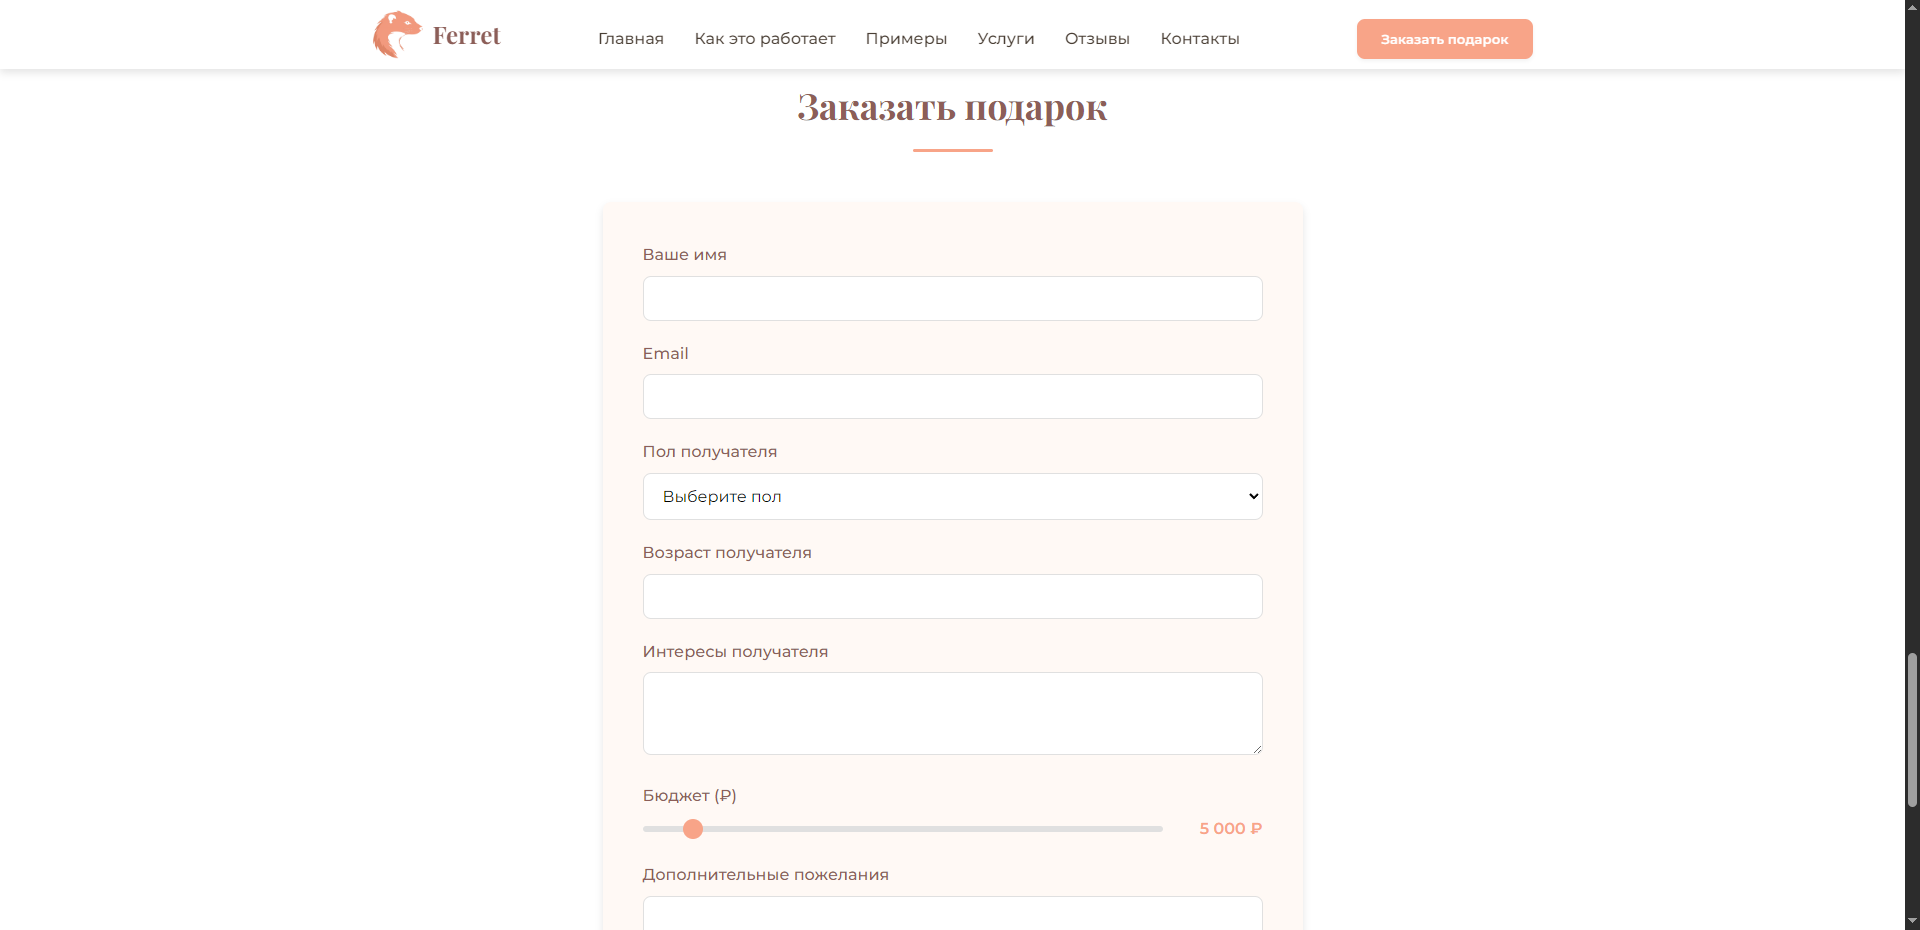 Ferret
Главная Как это работает Примеры Услуги Отзывы Контакты
Заказать подарок
Заказать подарок
Ваше имя
Email
Пол получателя
Выберите пол
Возраст получателя
Интересы получателя
Бюджет (₽)
5 000 ₽
Дополнительные пожелания